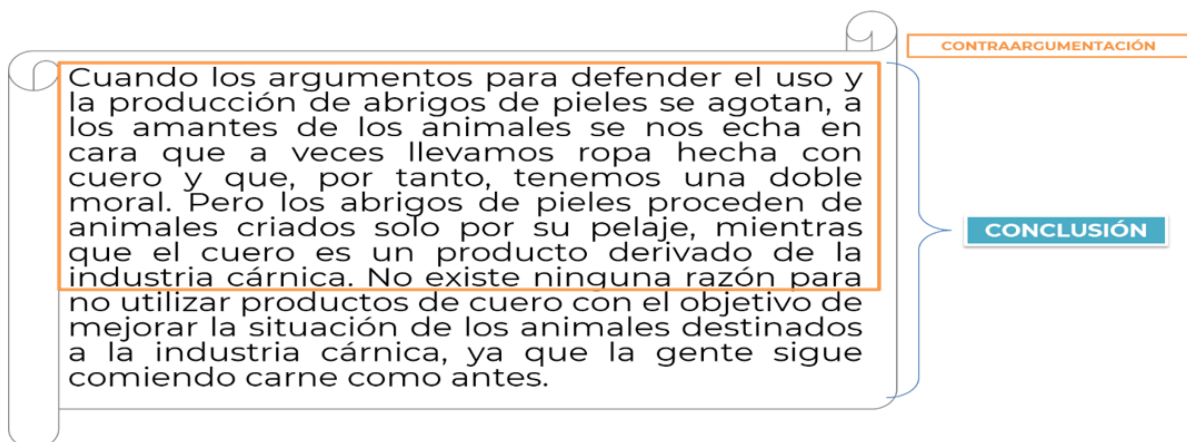 CONTRAARGUMENTACIÓN
Cuando los argumentos para defender el uso y
la producción de abrigos de pieles se agotan, a
los amantes de los animales se nos echa en
cara que a veces llevamos ropa hecha con
cuero y que, por tanto, tenemos una doble
moral. Pero los abrigos de pieles proceden de
animales criados solo por su pelaje, mientras
que el cuero es un producto derivado de la
industria cárnica. No existe ninguna razón para
no utilizar productos de cuero con el objetivo de
mejorar la situación de los animales destinados
a la industria cárnica, ya que la gente sigue
comiendo carne como antes.
CONCLUSIÓN